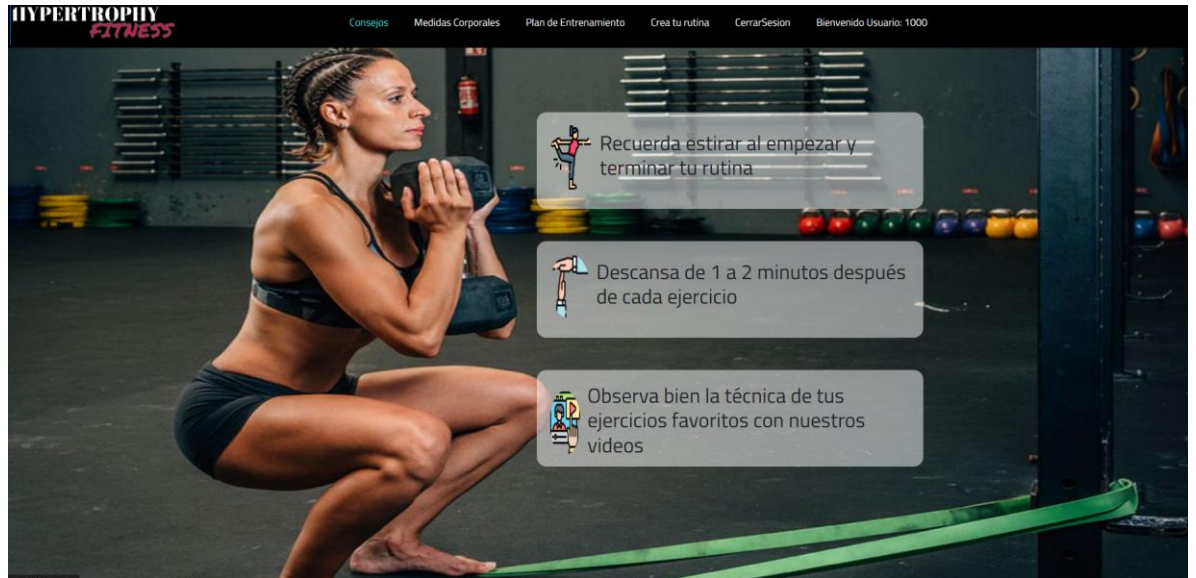 HYPERTROPHY
FITNESS
Consejos
Medidas Corporales
Plan de Entrenamiento
Crea tu rutina
CerrarSesion
Bienvenido Usuario: 1000
Recuerda estirar al empezar y
terminar tu rutina
Descansa de 1 a 2 minutos después
de cada ejercicio
Observa bien la técnica de tus
ejercicios favoritos con nuestros
videos